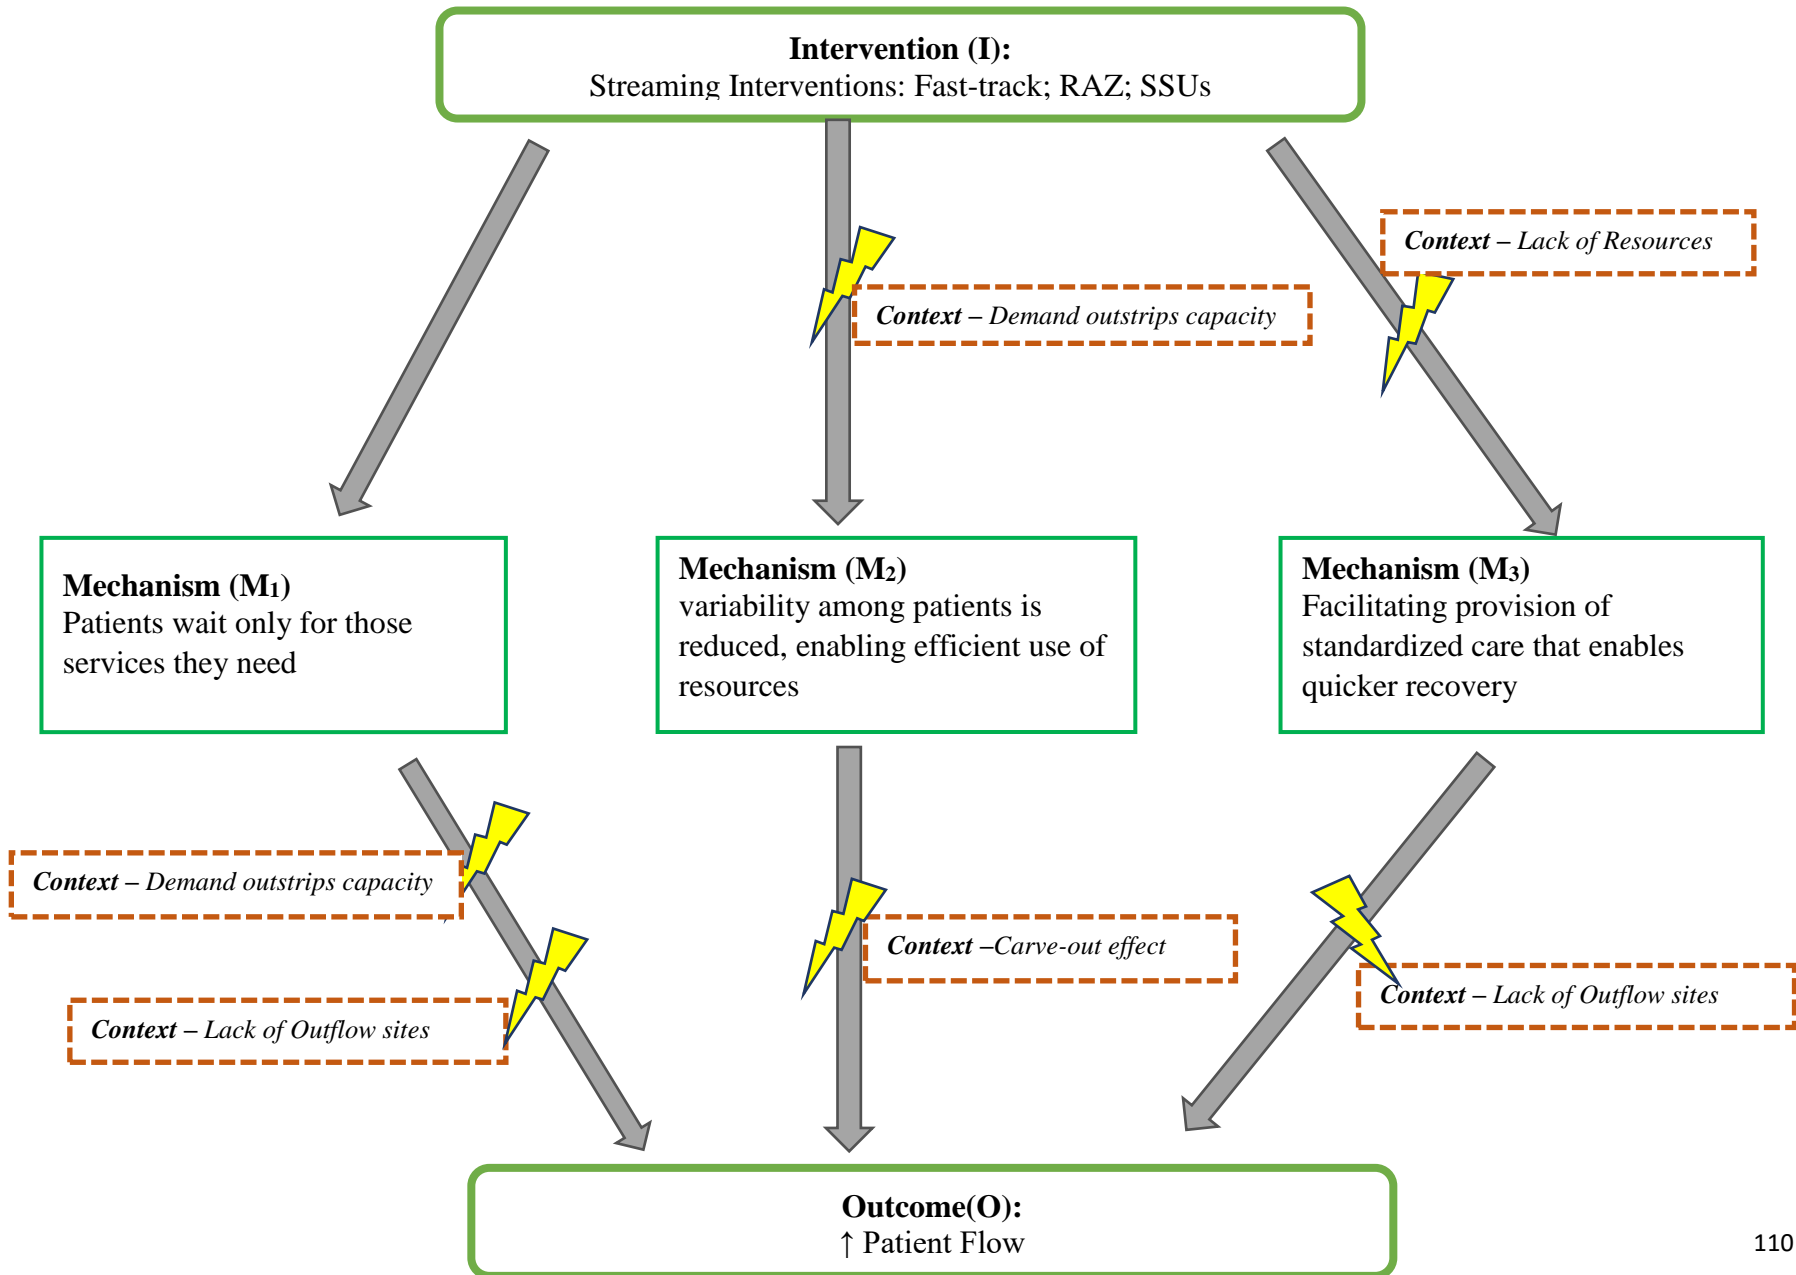 Intervention (I):
Streaming Interventions: Fast-track; RAZ; SSUs
Context – Lack of Resources
Context – Demand outstrips capacity
Mechanism (M₁)
Patients wait only for those
services they need
Mechanism (M₂)
variability among patients is
reduced, enabling efficient use of
resources
Mechanism (M₃)
Facilitating provision of
standardized care that enables
quicker recovery
Context – Demand outstrips capacity
Context – Lack of Outflow sites
Context –Carve-out effect
Context – Lack of Outflow sites
Outcome(O):
↑ Patient Flow
110